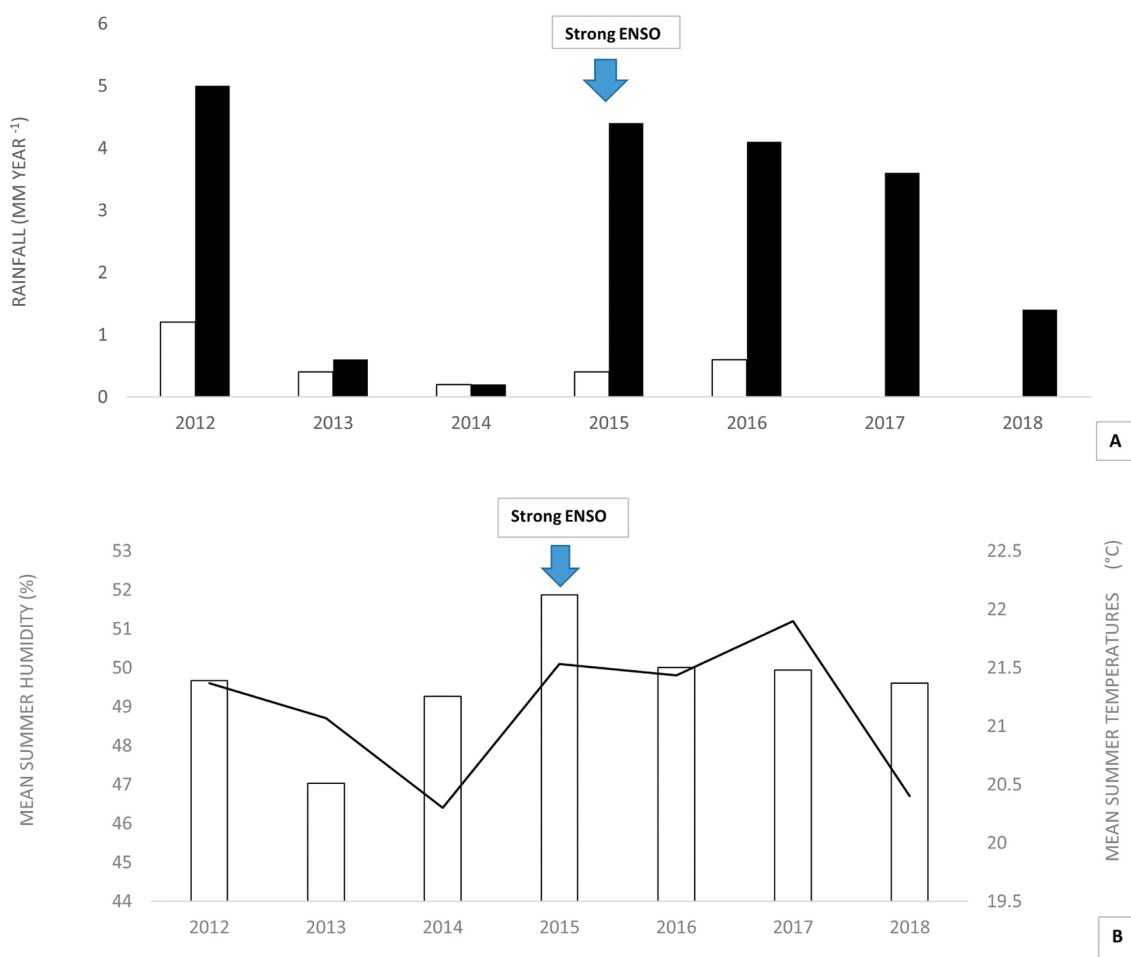 Strong ENSO
RAINFALL (MM YEAR -1)
6
5
4
3
2
1
0
2012 2013 2014 2015 2016 2017 2018
A
Strong ENSO
MEAN SUMMER HUMIDITY (%)
53
52
51
50
49
48
47
46
45
44
22.5
22
21.5
21
20.5
20
19.5
MEAN SUMMER TEMPERATURES (°C)
2012 2013 2014 2015 2016 2017 2018
B